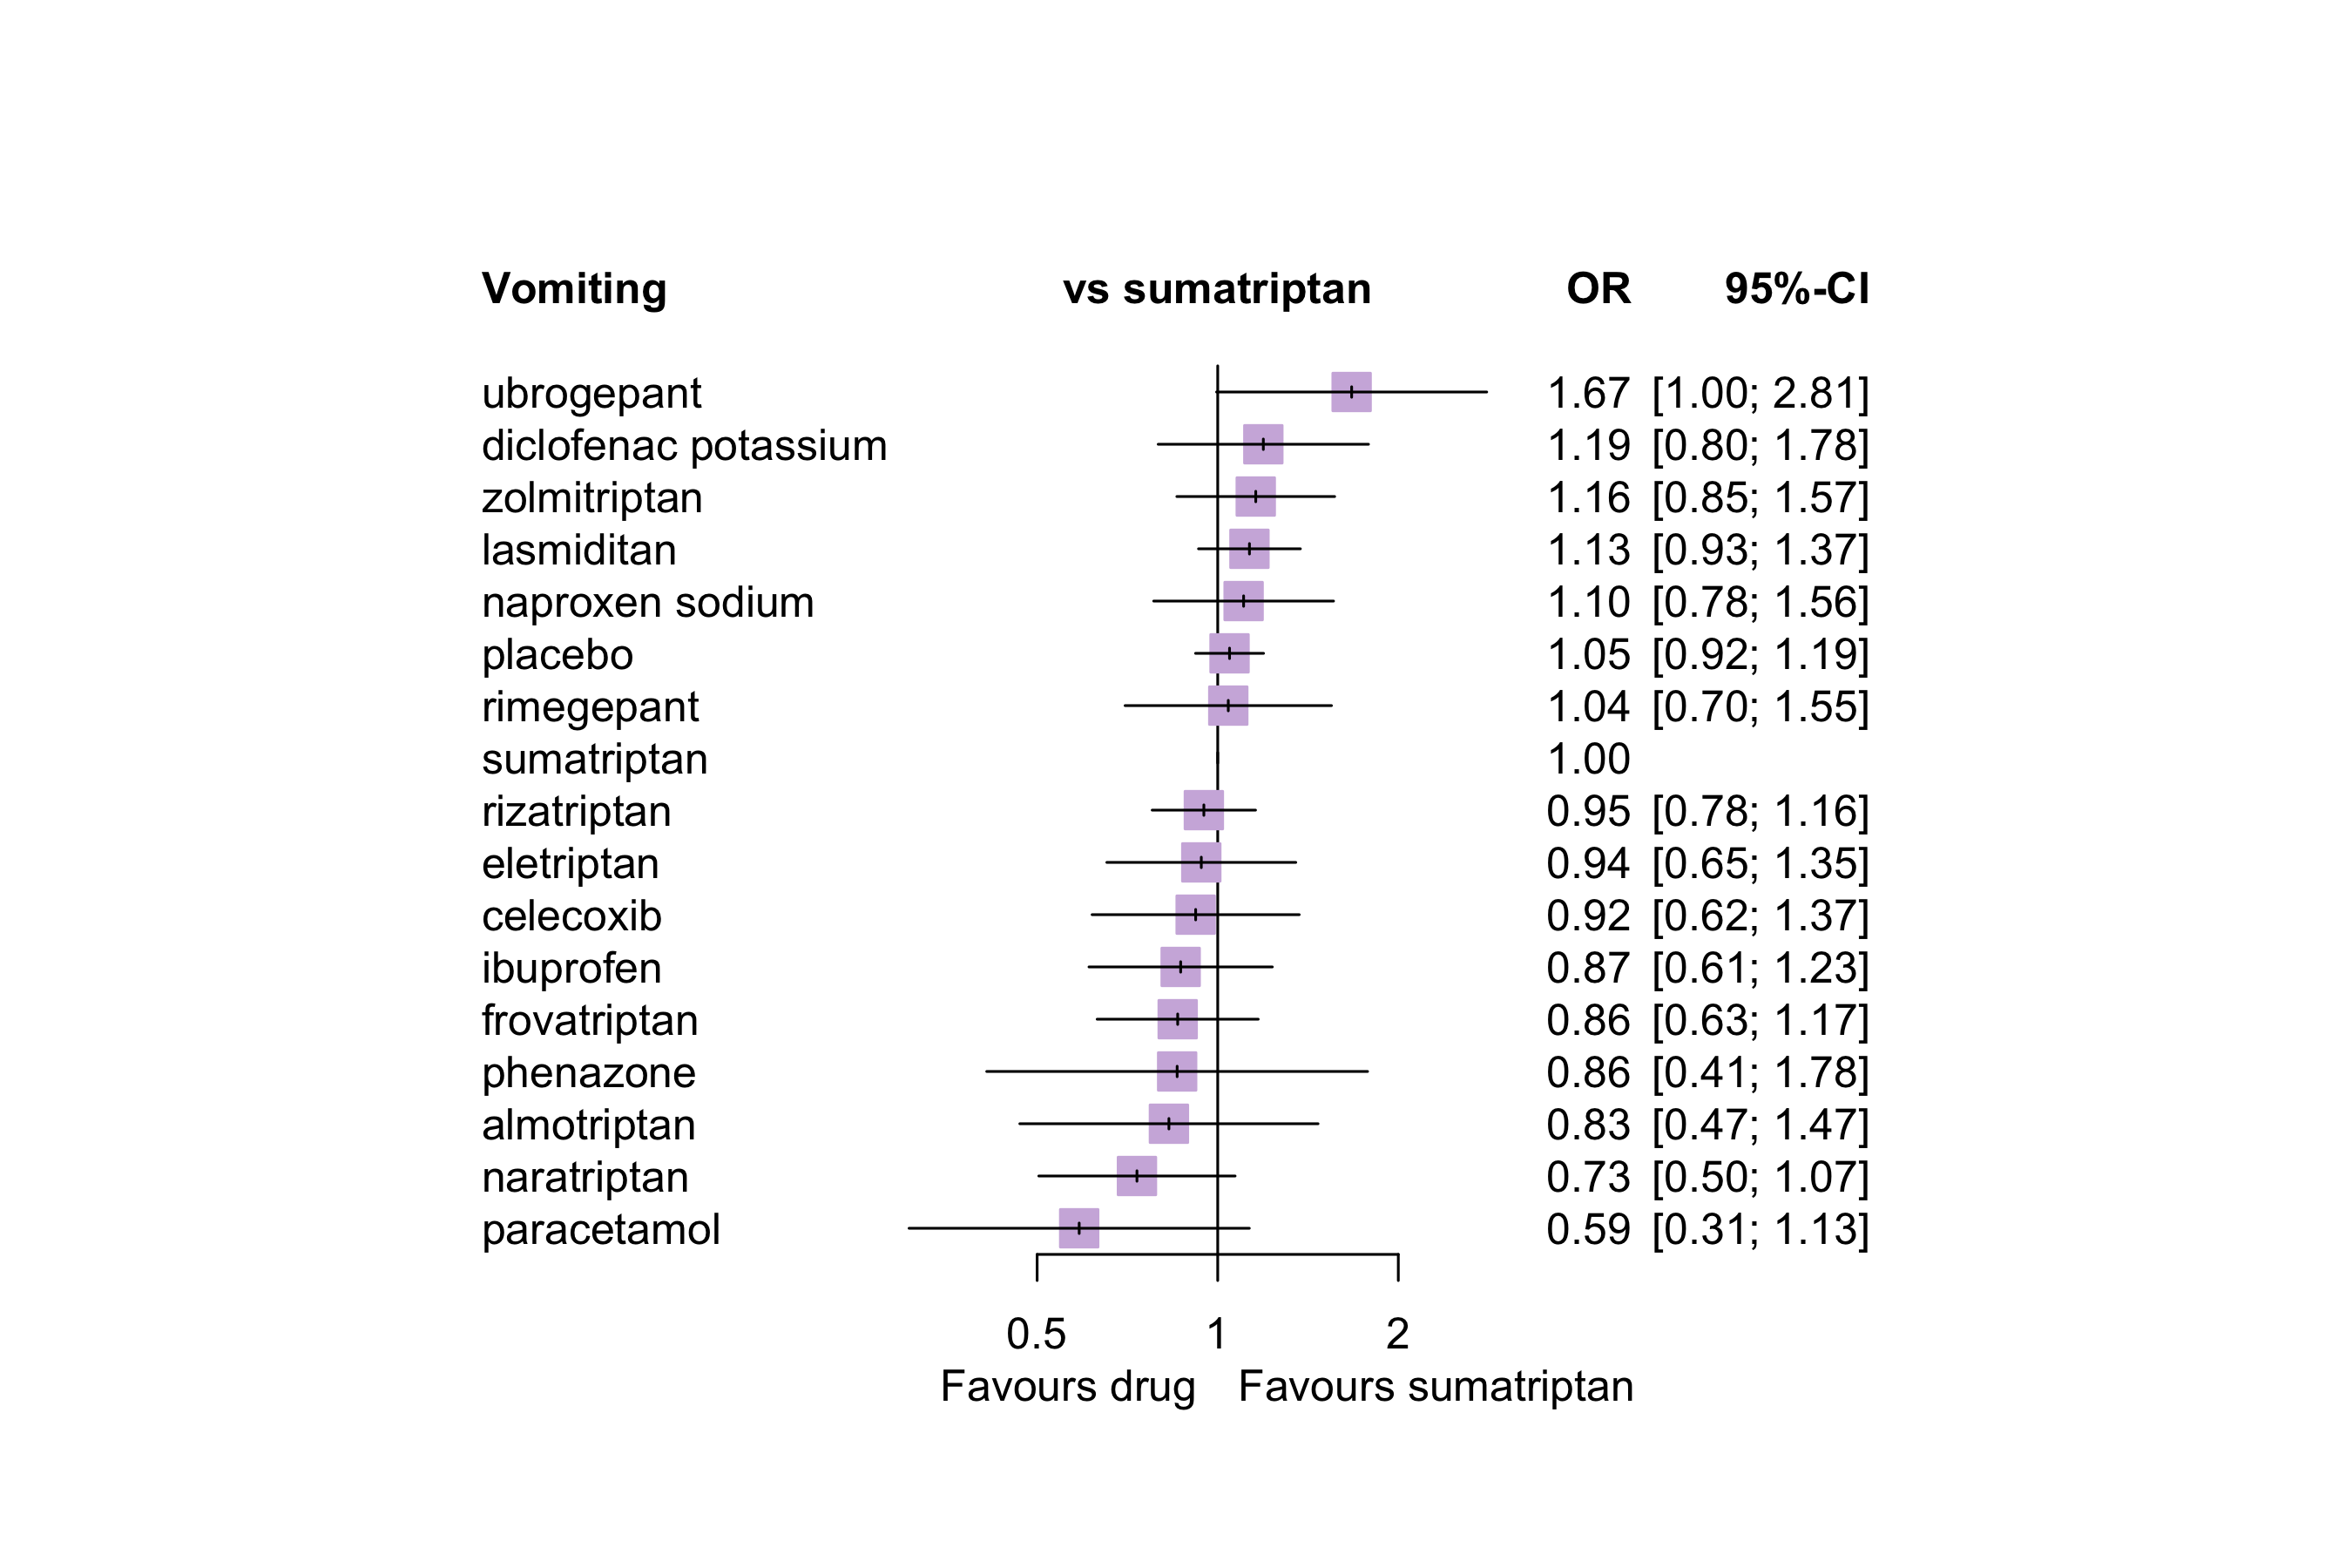 Vomiting vs sumatriptan OR 95%-CI
ubrogepant 1.67 [1.00; 2.81]
diclofenac potassium 1.19 [0.80; 1.78]
zolmitriptan 1.16 [0.85; 1.57]
lasmiditan 1.13 [0.93; 1.37]
naproxen sodium 1.10 [0.78; 1.56]
placebo 1.05 [0.92; 1.19]
rimegepant 1.04 [0.70; 1.55]
sumatriptan 1.00
rizatriptan 0.95 [0.78; 1.16]
eletriptan 0.94 [0.65; 1.35]
celecoxib 0.92 [0.62; 1.37]
ibuprofen 0.87 [0.61; 1.23]
frovatriptan 0.86 [0.63; 1.17]
phenazone 0.86 [0.41; 1.78]
almotriptan 0.83 [0.47; 1.47]
naratriptan 0.73 [0.50; 1.07]
paracetamol 0.59 [0.31; 1.13]
0.5 1 2
Favours drug Favours sumatriptan